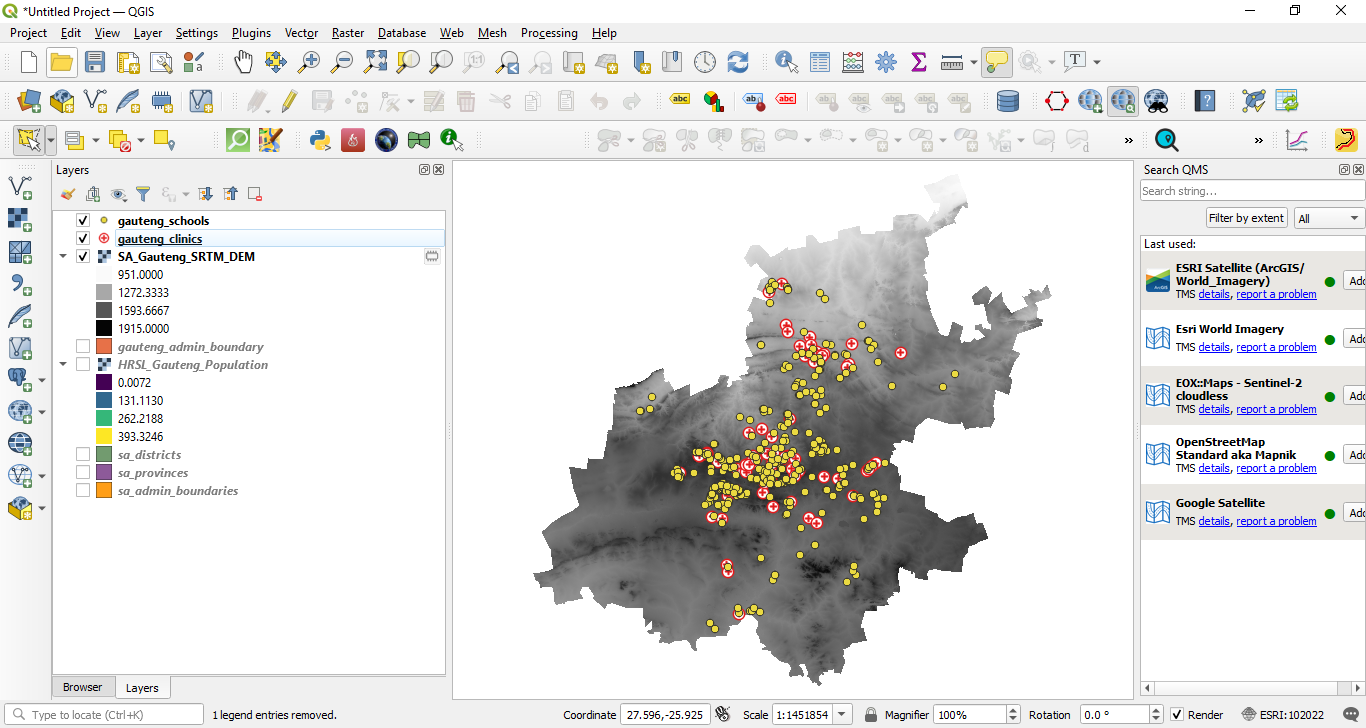 *Untitled Project — QGIS
Project Edit View Layer Settings Plugins Vector Raster Database Web Mesh Processing Help
Layers
gauteng_schools
gauteng_clinics
SA_Gauteng_SRTM_DEM
951.0000
1272.3333
1593.6667
1915.0000
gauteng_admin_boundary
HRSL_Gauteng_Population
0.0072
131.1130
262.2188
393.3246
sa_districts
sa_provinces
sa_admin_boundaries
Browser Layers
Search QMS
Search string...
Filter by extent All
Last used:
ESRI Satellite (ArcGIS/
World_Imagery)
TMS details, report a problem
Add
Esri World Imagery
TMS details, report a problem
Add
EOX::Maps - Sentinel-2
cloudless
TMS details, report a problem
Add
OpenStreetMap
Standard aka Mapnik
TMS details, report a problem
Add
Google Satellite
TMS details, report a problem
Add
Type to locate (Ctrl+K) 1 legend entries removed. Coordinate 27.596,-25.925 Scale 1:1451854 Magnifier 100% Rotation 0.0 ° Render ESRI:102022